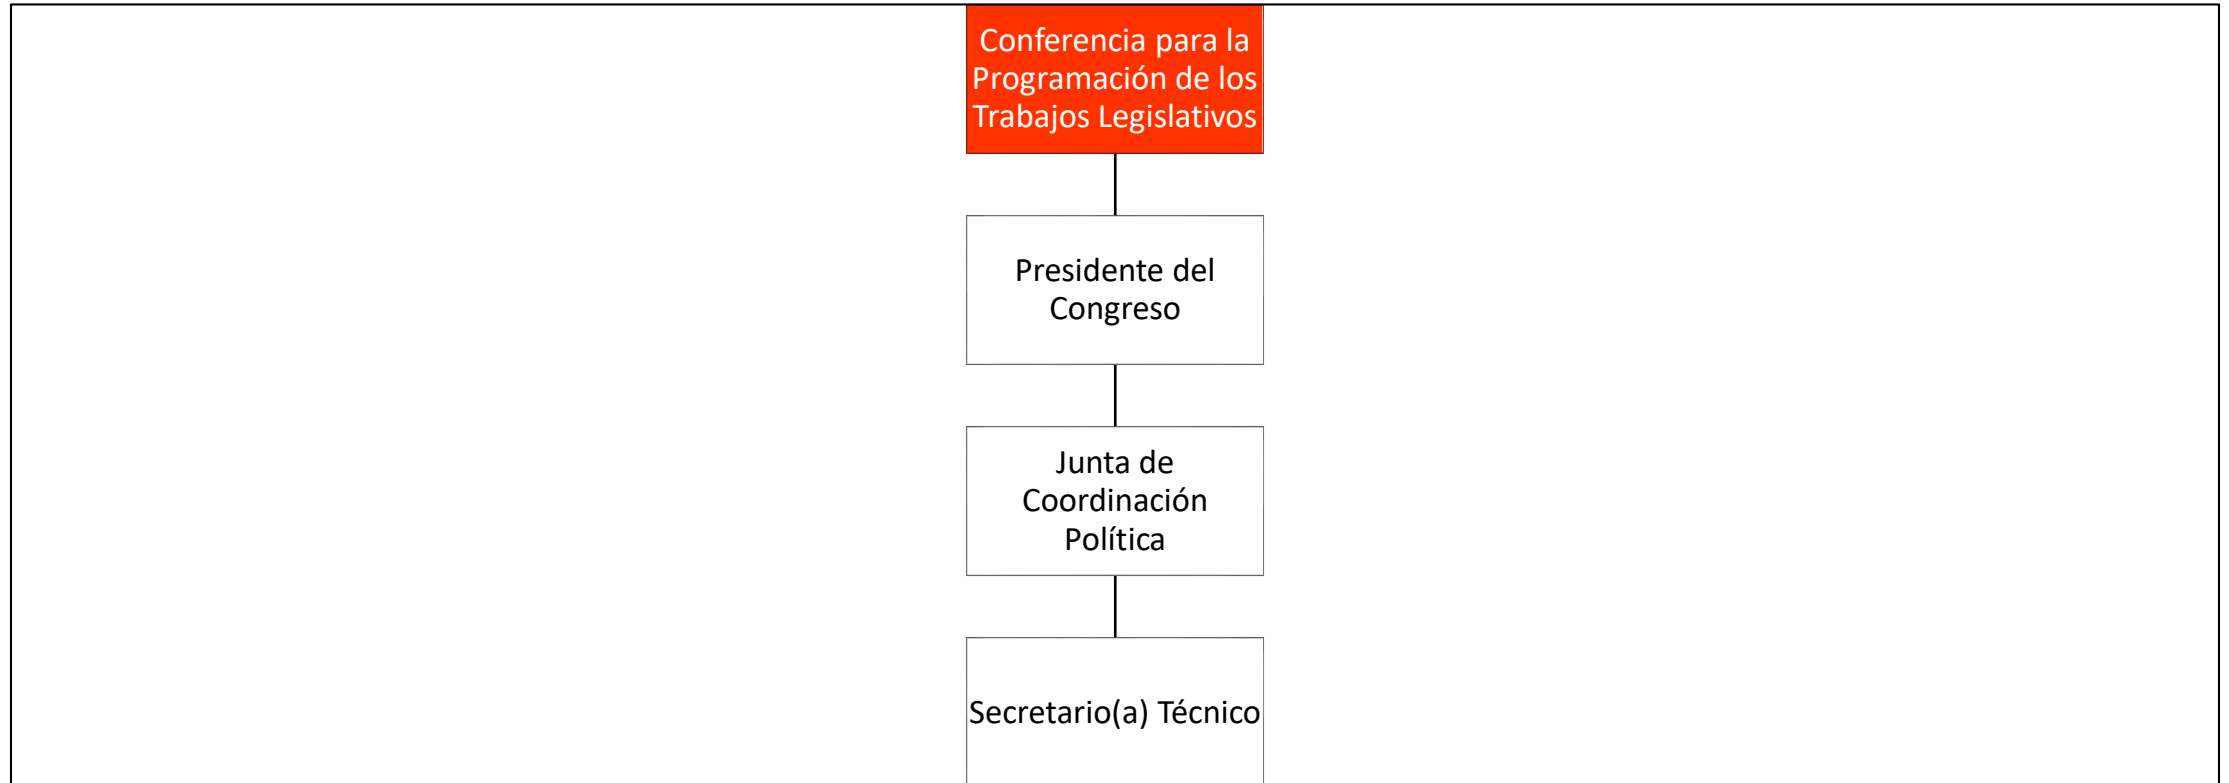 Conferencia para la
Programación de los
Trabajos Legislativos
Presidente del
Congreso
Junta de
Coordinación
Política
Secretario(a) Técnico